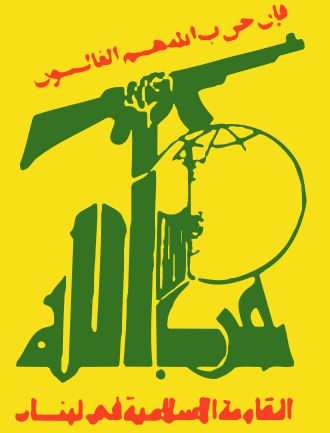 فإن حزب الله هم الغالبون
حزب الله
المقاومة الإسلامية في لبنان